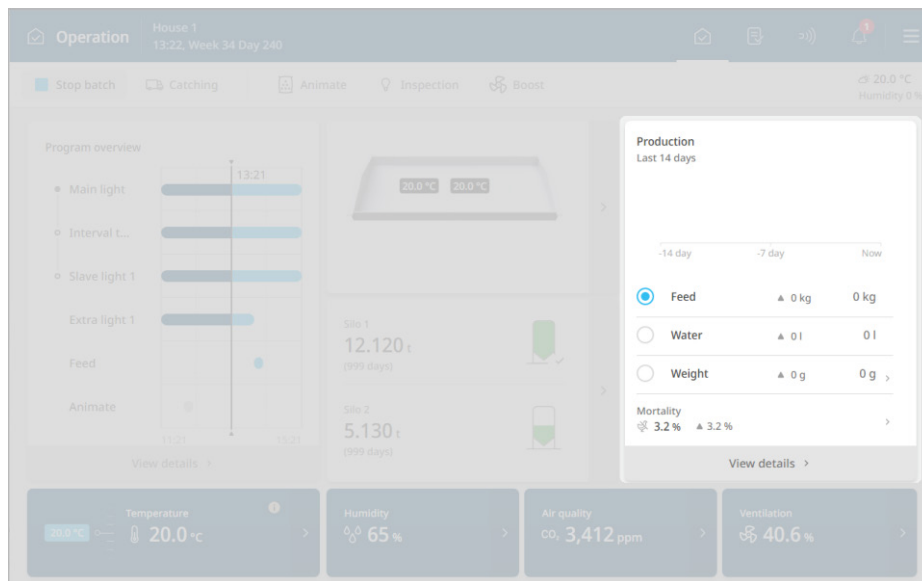 Operation
House 1
13:22, Week 34 Day 240
1
Stop batch
Catching
Animate
Inspection
Boost
20.0 °C
Humidity 0 %
Program overview
13:21
Main light
Interval t...
Slave light 1
Extra light 1
Feed
Animate
11:21 15:21
View details
20.0 °C 20.0 °C
Silo 1
12.120 t
(999 days)
Silo 2
5.130 t
(999 days)
Production
Last 14 days
-14 day -7 day Now
Feed ▲ 0 kg 0 kg
Water ▲ 0 l 0 l
Weight ▲ 0 g 0 g
Mortality
3.2 % ▲ 3.2 %
View details
Temperature
20.0 °C 20.0 °C
Humidity
65 %
Air quality
CO₂ 3,412 ppm
Ventilation
40.6 %